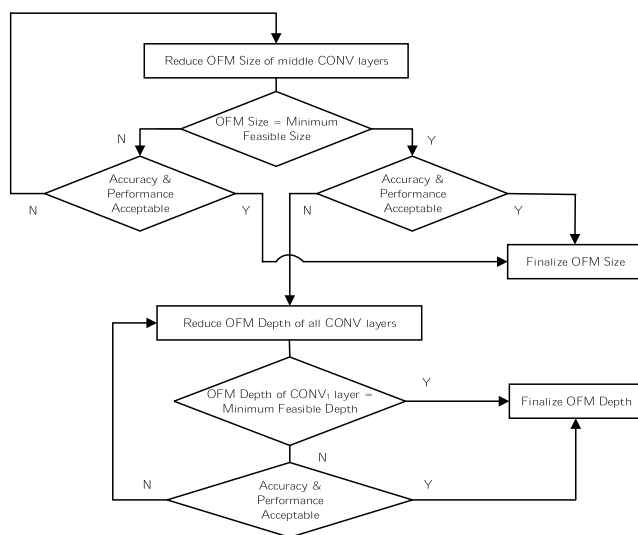 Reduce OFM Size of middle CONV layers
OFM Size = Minimum
Feasible Size
N
Y
Accuracy &
Performance
Acceptable
N
Y
Accuracy &
Performance
Acceptable
N
Y
Finalize OFM Size
Reduce OFM Depth of all CONV layers
OFM Depth of CONV₁ layer =
Minimum Feasible Depth
Y
Finalize OFM Depth
N
Accuracy &
Performance
Acceptable
N
Y